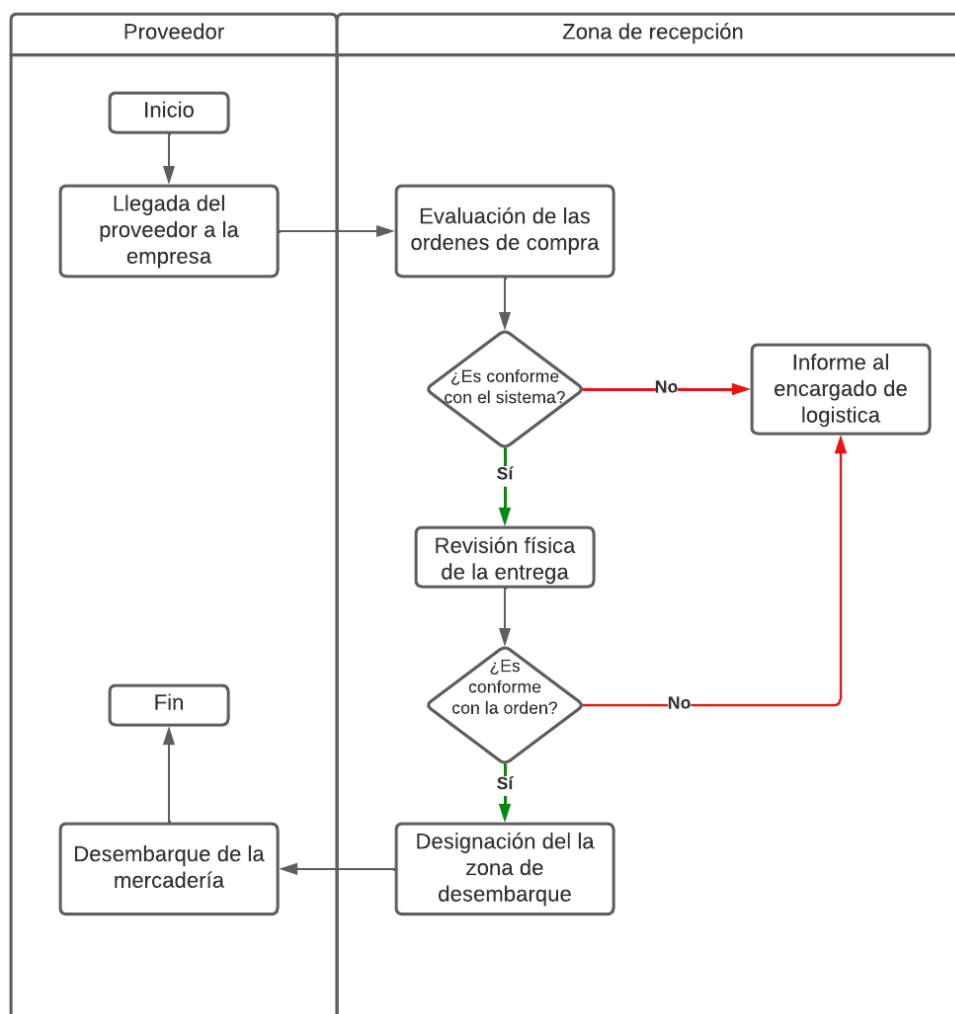 Proveedor
Zona de recepción
Inicio
Llegada del
proveedor a la
empresa
Evaluación de las
ordenes de compra
¿Es conforme
con el sistema?
No
Informe al
encargado de
logistica
Sí
Revisión física
de la entrega
¿Es
conforme
con la orden?
No
Sí
Fin
Desembarque de la
mercadería
Designación del la
zona de
desembarque